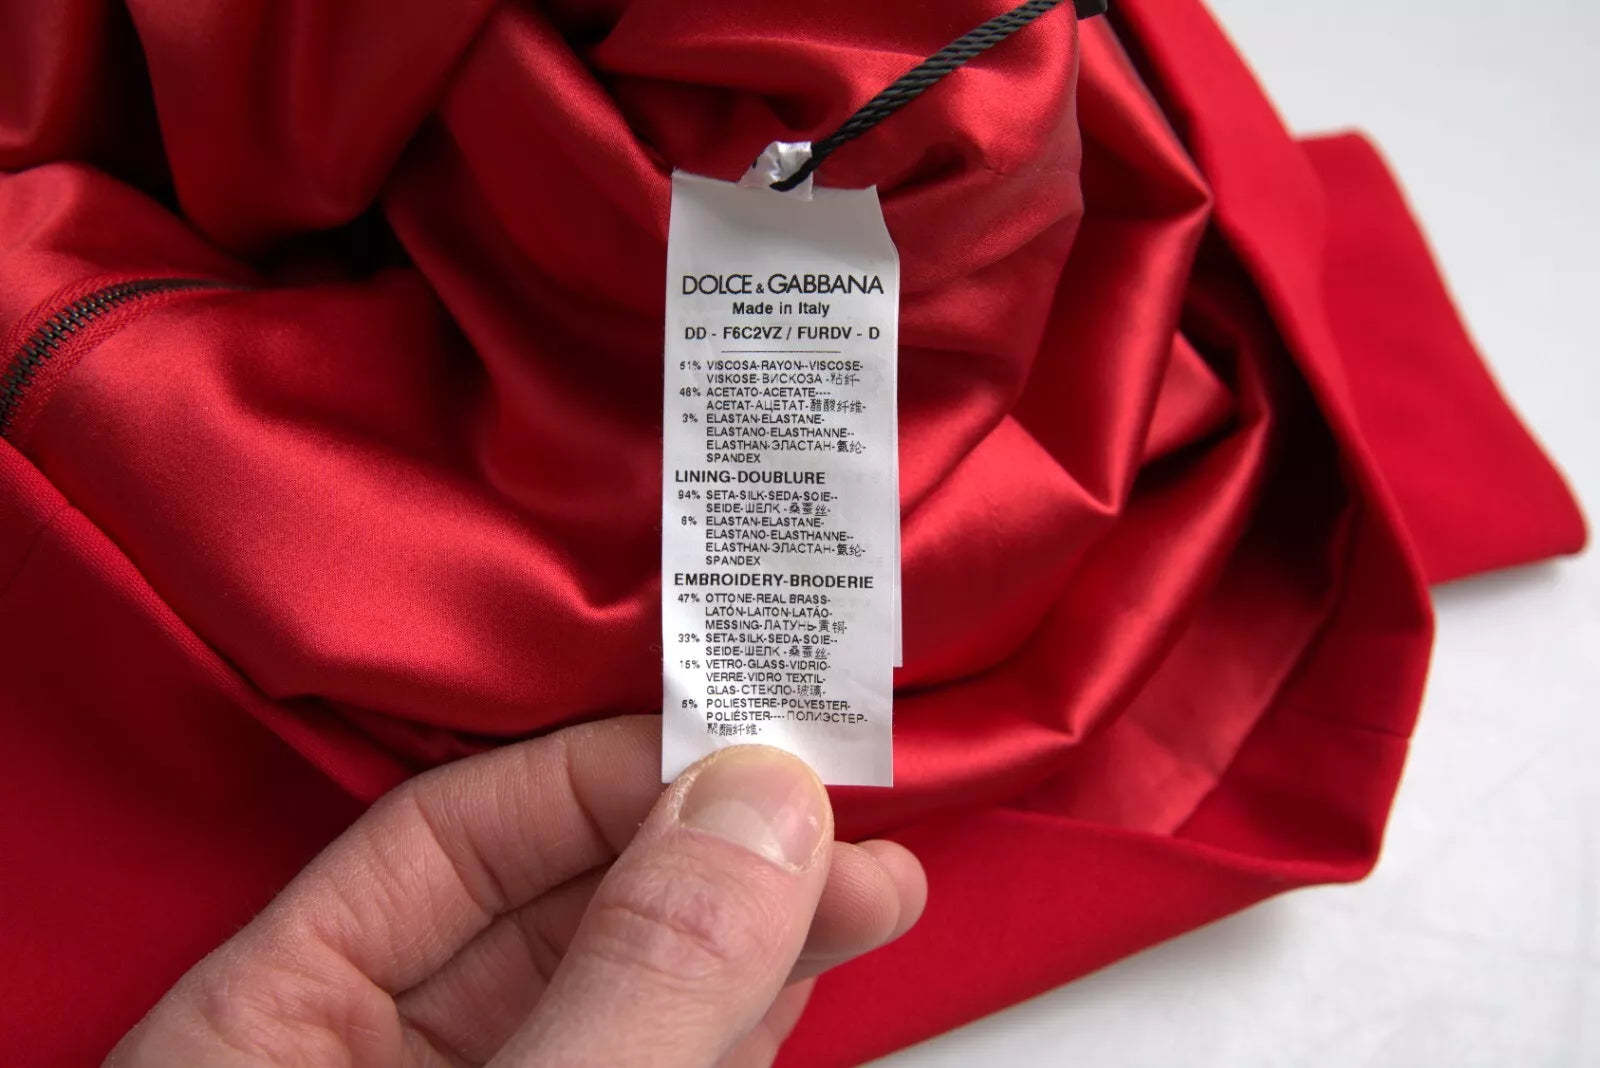 DOLCE & GABBANA
Made in Italy
DD - F6C2VZ / FURDV - D
51% VISCOSA-RAYON--VISCOSE-
VISKOSE-ВИСКОЗА -粘纤-
46% ACETATO-ACETATE----
ACETAT-АЦЕТАТ-醋酸纤维-
3% ELASTAN-ELASTANE-
ELASTANO-ELASTHANNE--
ELASTHAN-ЭЛАСТАН-氨纶-
SPANDEX
LINING-DOUBLURE
94% SETA-SILK-SEDA-SOIE--
SEIDE-ШЕЛК -桑蚕丝-
6% ELASTAN-ELASTANE-
ELASTANO-ELASTHANNE--
ELASTHAN-ЭЛАСТАН-氨纶-
SPANDEX
EMBROIDERY-BRODERIE
47% OTTONE-REAL BRASS-
LATÓN-LAITON-LATÃO-
MESSING-ЛАТУНЬ-黄铜-
33% SETA-SILK-SEDA-SOIE--
SEIDE-ШЕЛК -桑蚕丝-
15% VETRO-GLASS-VIDRIO-
VERRE-VIDRO TEXTIL-
GLAS-СТЕКЛО-玻璃-
5% POLIESTERE-POLYESTER-
POLIÉSTER----ПОЛИЭСТЕР-
聚酯纤维-